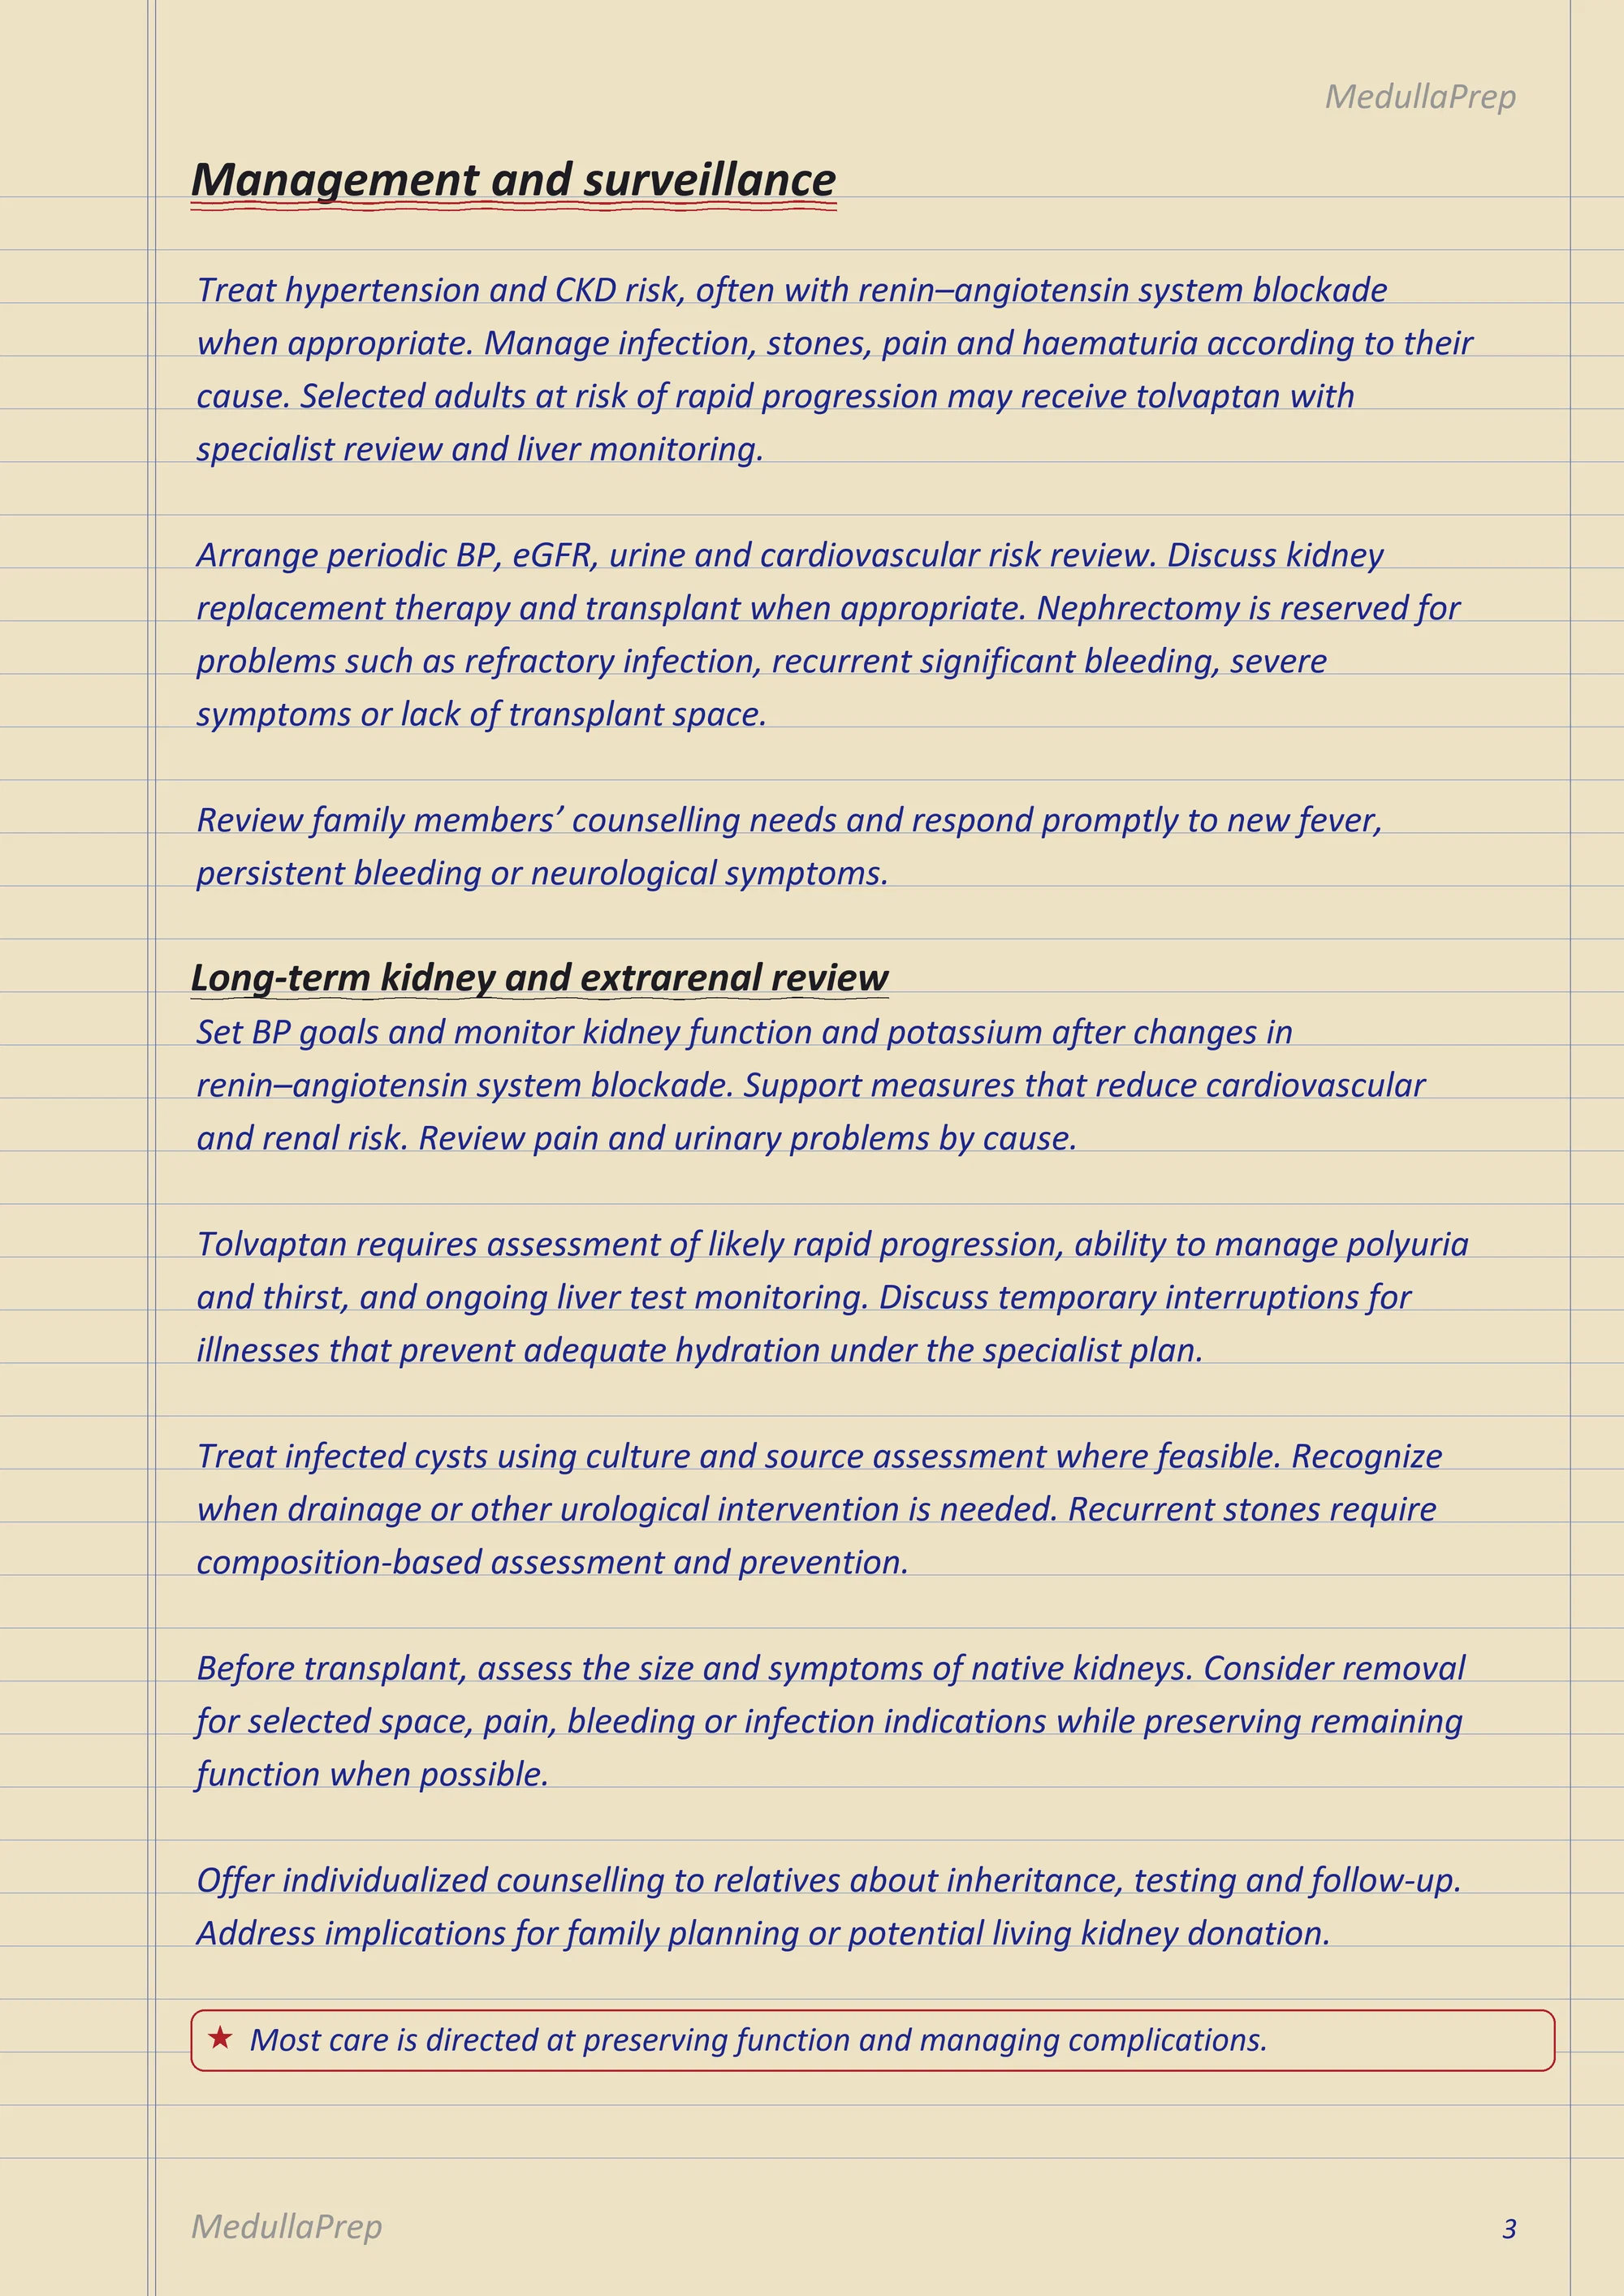 MedullaPrep
Management and surveillance
Treat hypertension and CKD risk, often with renin–angiotensin system blockade
when appropriate. Manage infection, stones, pain and haematuria according to their
cause. Selected adults at risk of rapid progression may receive tolvaptan with
specialist review and liver monitoring.
Arrange periodic BP, eGFR, urine and cardiovascular risk review. Discuss kidney
replacement therapy and transplant when appropriate. Nephrectomy is reserved for
problems such as refractory infection, recurrent significant bleeding, severe
symptoms or lack of transplant space.
Review family members’ counselling needs and respond promptly to new fever,
persistent bleeding or neurological symptoms.
Long-term kidney and extrarenal review
Set BP goals and monitor kidney function and potassium after changes in
renin–angiotensin system blockade. Support measures that reduce cardiovascular
and renal risk. Review pain and urinary problems by cause.
Tolvaptan requires assessment of likely rapid progression, ability to manage polyuria
and thirst, and ongoing liver test monitoring. Discuss temporary interruptions for
illnesses that prevent adequate hydration under the specialist plan.
Treat infected cysts using culture and source assessment where feasible. Recognize
when drainage or other urological intervention is needed. Recurrent stones require
composition-based assessment and prevention.
Before transplant, assess the size and symptoms of native kidneys. Consider removal
for selected space, pain, bleeding or infection indications while preserving remaining
function when possible.
Offer individualized counselling to relatives about inheritance, testing and follow-up.
Address implications for family planning or potential living kidney donation.
★ Most care is directed at preserving function and managing complications.
MedullaPrep
3